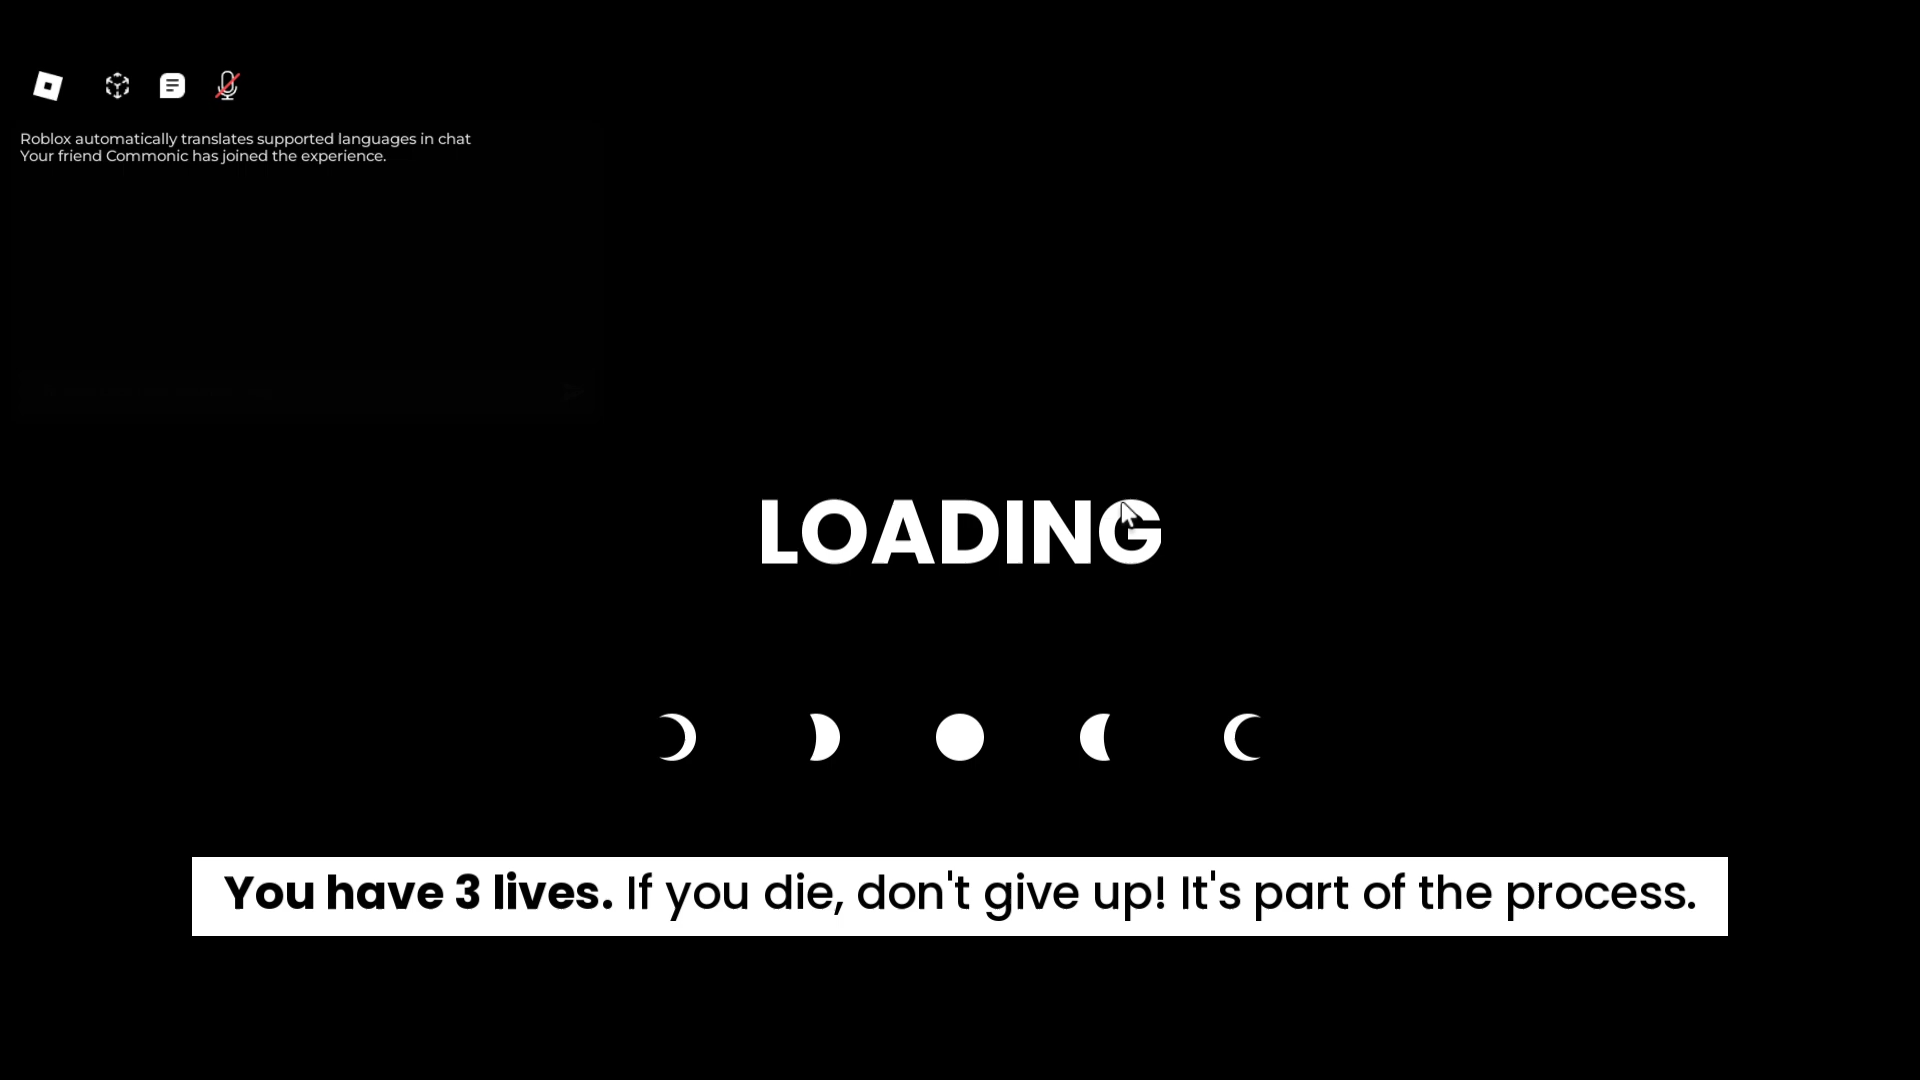 Roblox automatically translates supported languages in chat
Your friend Commonic has joined the experience.
LOADING
You have 3 lives. If you die, don't give up! It's part of the process.